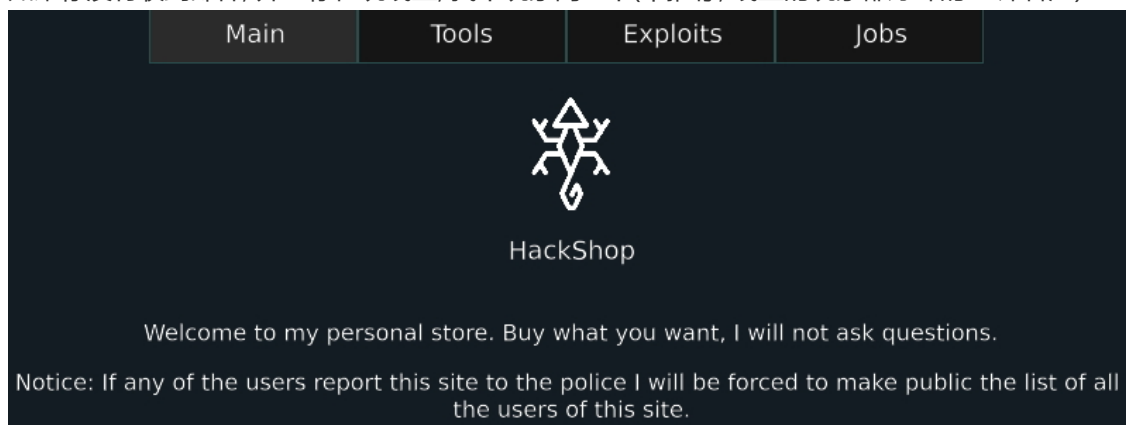 Main
Tools
Exploits
Jobs
HackShop
Welcome to my personal store. Buy what you want, I will not ask questions.
Notice: If any of the users report this site to the police I will be forced to make public the list of all
the users of this site.